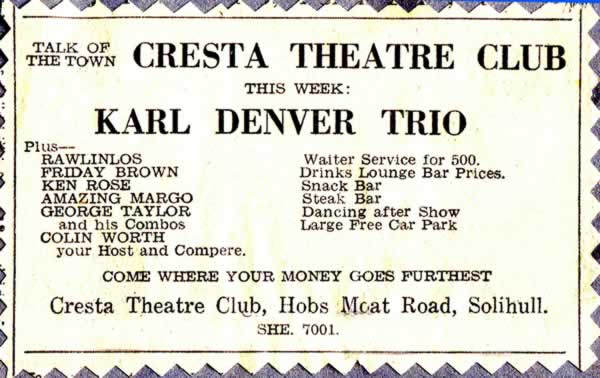 TALK OF
THE TOWN
CRESTA THEATRE CLUB
THIS WEEK:
KARL DENVER TRIO
Plus—
RAWLINLOS
FRIDAY BROWN
KEN ROSE
AMAZING MARGO
GEORGE TAYLOR
and his Combos
COLIN WORTH
your Host and Compere.
Waiter Service for 500.
Drinks Lounge Bar Prices.
Snack Bar
Steak Bar
Dancing after Show
Large Free Car Park
COME WHERE YOUR MONEY GOES FURTHEST
Cresta Theatre Club, Hobs Moat Road, Solihull.
SHE. 7001.